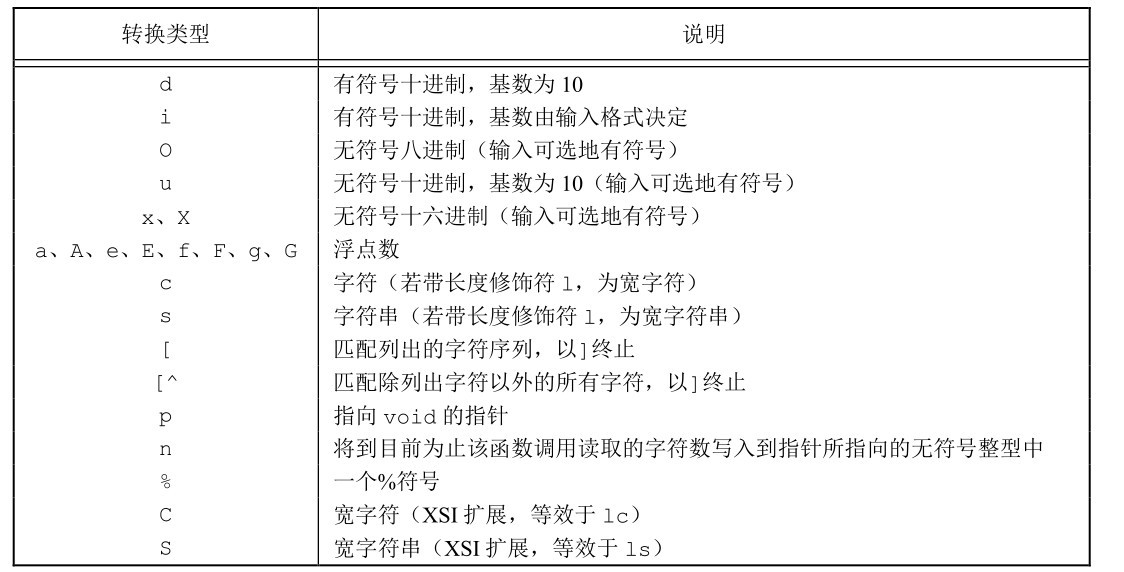 转换类型 说明
d 有符号十进制，基数为 10
i 有符号十进制，基数由输入格式决定
O 无符号八进制（输入可选地有符号）
u 无符号十进制，基数为 10（输入可选地有符号）
x、X 无符号十六进制（输入可选地有符号）
a、A、e、E、f、F、g、G 浮点数
c 字符（若带长度修饰符 l，为宽字符）
s 字符串（若带长度修饰符 l，为宽字符串）
[ 匹配列出的字符序列，以]终止
[^ 匹配除列出字符以外的所有字符，以]终止
p 指向 void 的指针
n 将到目前为止该函数调用读取的字符数写入到指针所指向的无符号整型中
% 一个%符号
C 宽字符（XSI 扩展，等效于 lc）
S 宽字符串（XSI 扩展，等效于 ls）